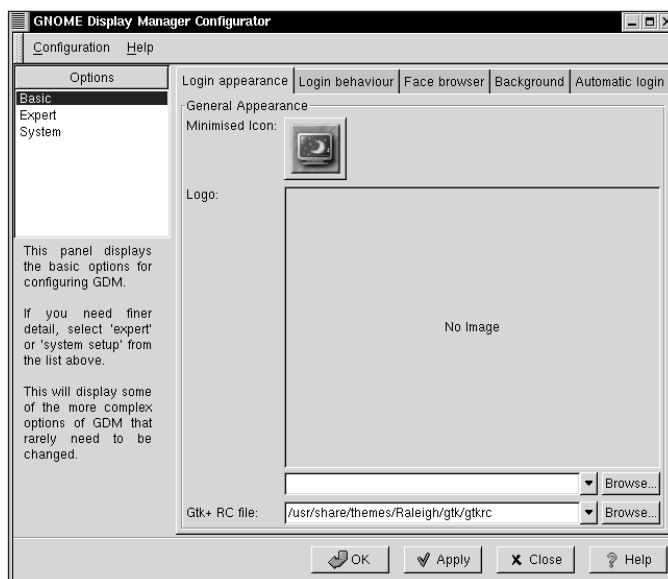 GNOME Display Manager Configurator
Configuration Help
Options
Basic
Expert
System
This panel displays
the basic options for
configuring GDM.
If you need finer
detail, select 'expert'
or 'system setup' from
the list above.
This will display some
of the more complex
options of GDM that
rarely need to be
changed.
Login appearance Login behaviour Face browser Background Automatic login
General Appearance
Minimised Icon:
Logo:
No Image
Browse...
Gtk+ RC file: /usr/share/themes/Raleigh/gtk/gtkrc Browse...
OK Apply Close Help